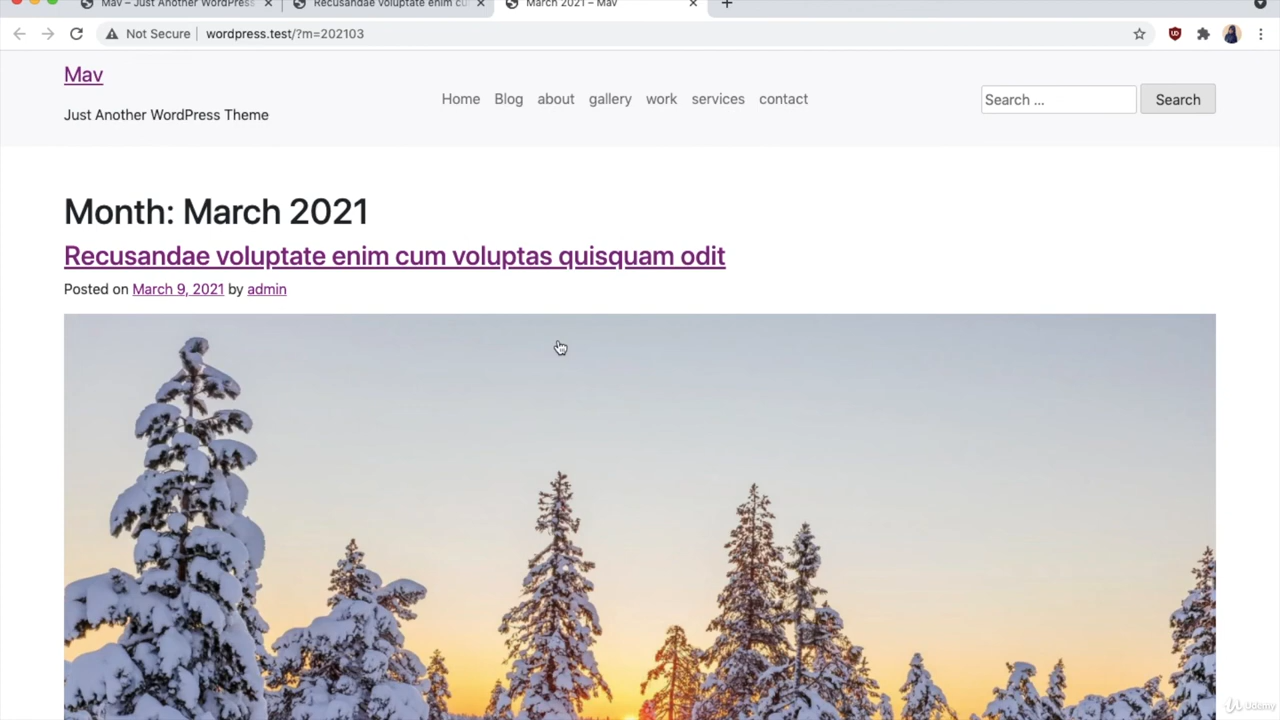 Mav – Just Another WordPress
Recusandae voluptate enim cu
March 2021 – Mav
Not Secure
wordpress.test/?m=202103
Mav
Just Another WordPress Theme
Home Blog about gallery work services contact
Search ...
Search
Month: March 2021
Recusandae voluptate enim cum voluptas quisquam odit
Posted on March 9, 2021 by admin
Udemy